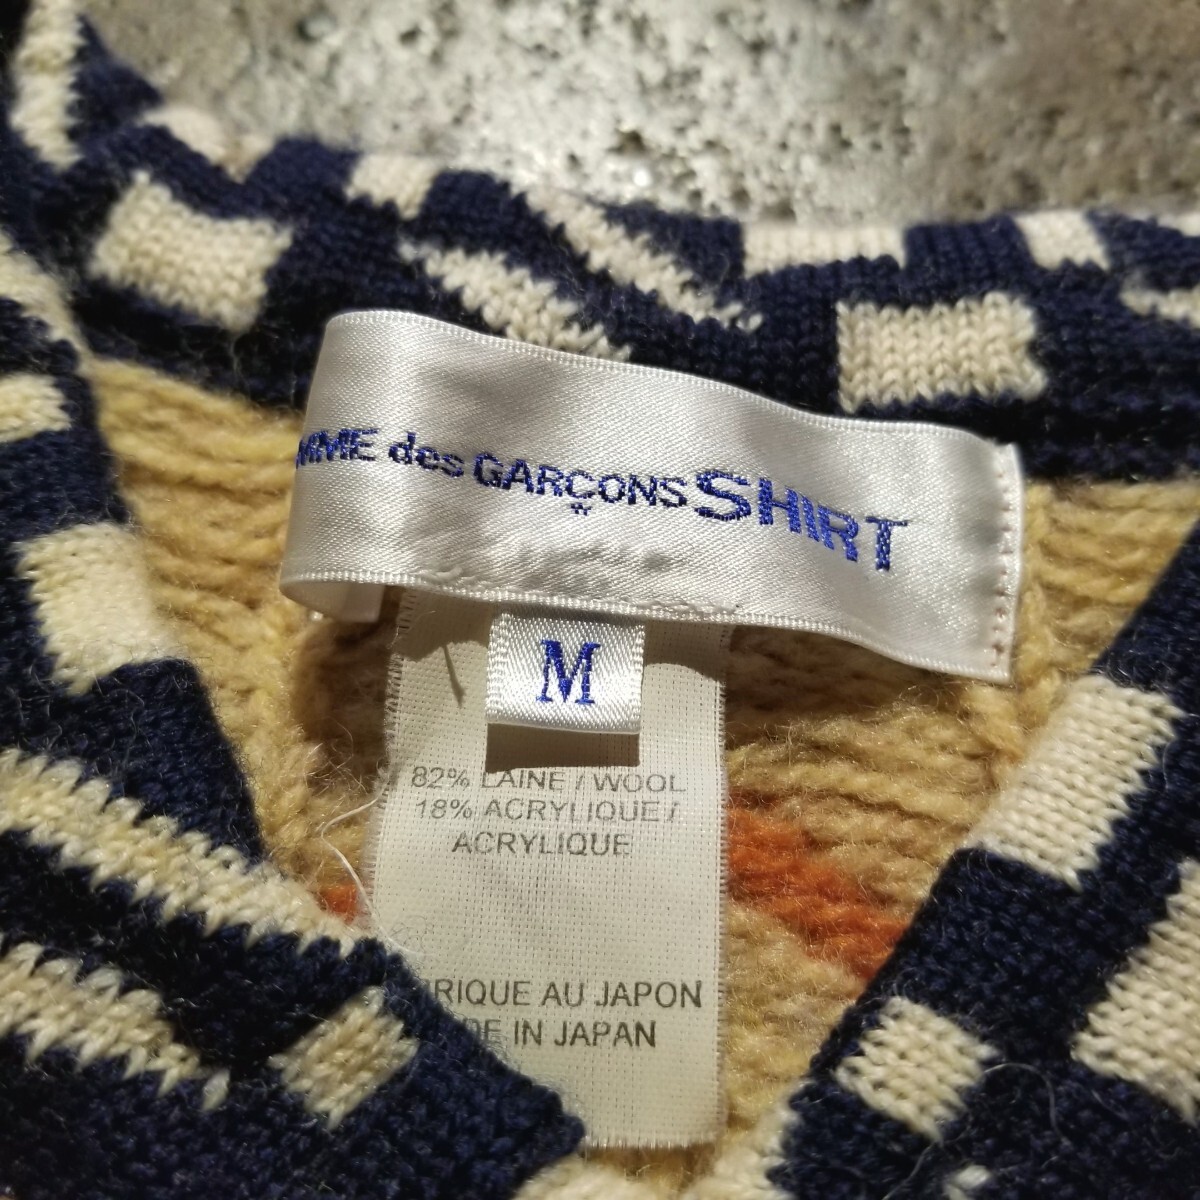 MME des GARÇONS SHIRT
M
82% LAINE / WOOL
18% ACRYLIQUE /
ACRYLIQUE
RIQUE AU JAPON
DE IN JAPAN